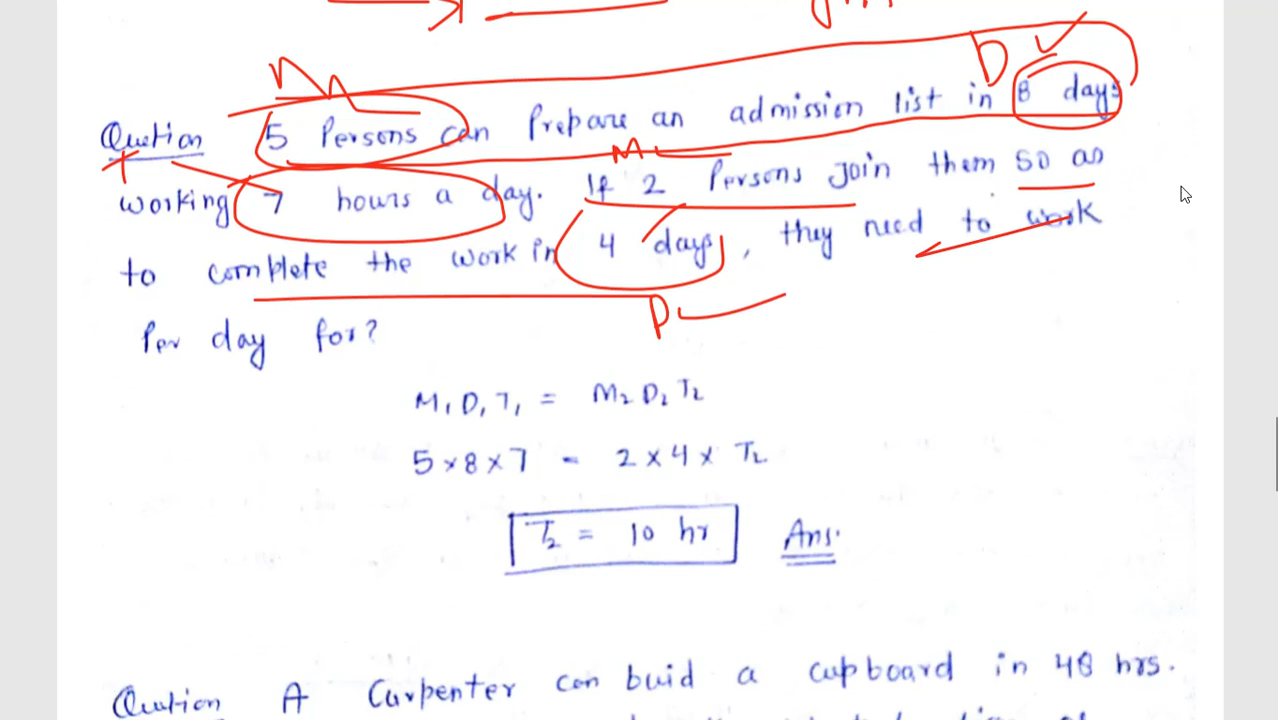 M
D
Qution 5 Persons can Prepare an admission list in 8 days
T
M
working 7 hours a day. If 2 Persons join them so as
to complete the work in 4 days, they need to work
D
Per day for?
M₁ D₁ T₁ = M₂ D₂ T₂
5 × 8 × 7 - 2 × 4 × T₂
T₂ = 10 hr Ans.
Qution A Carpenter can buid a cupboard in 48 hrs.